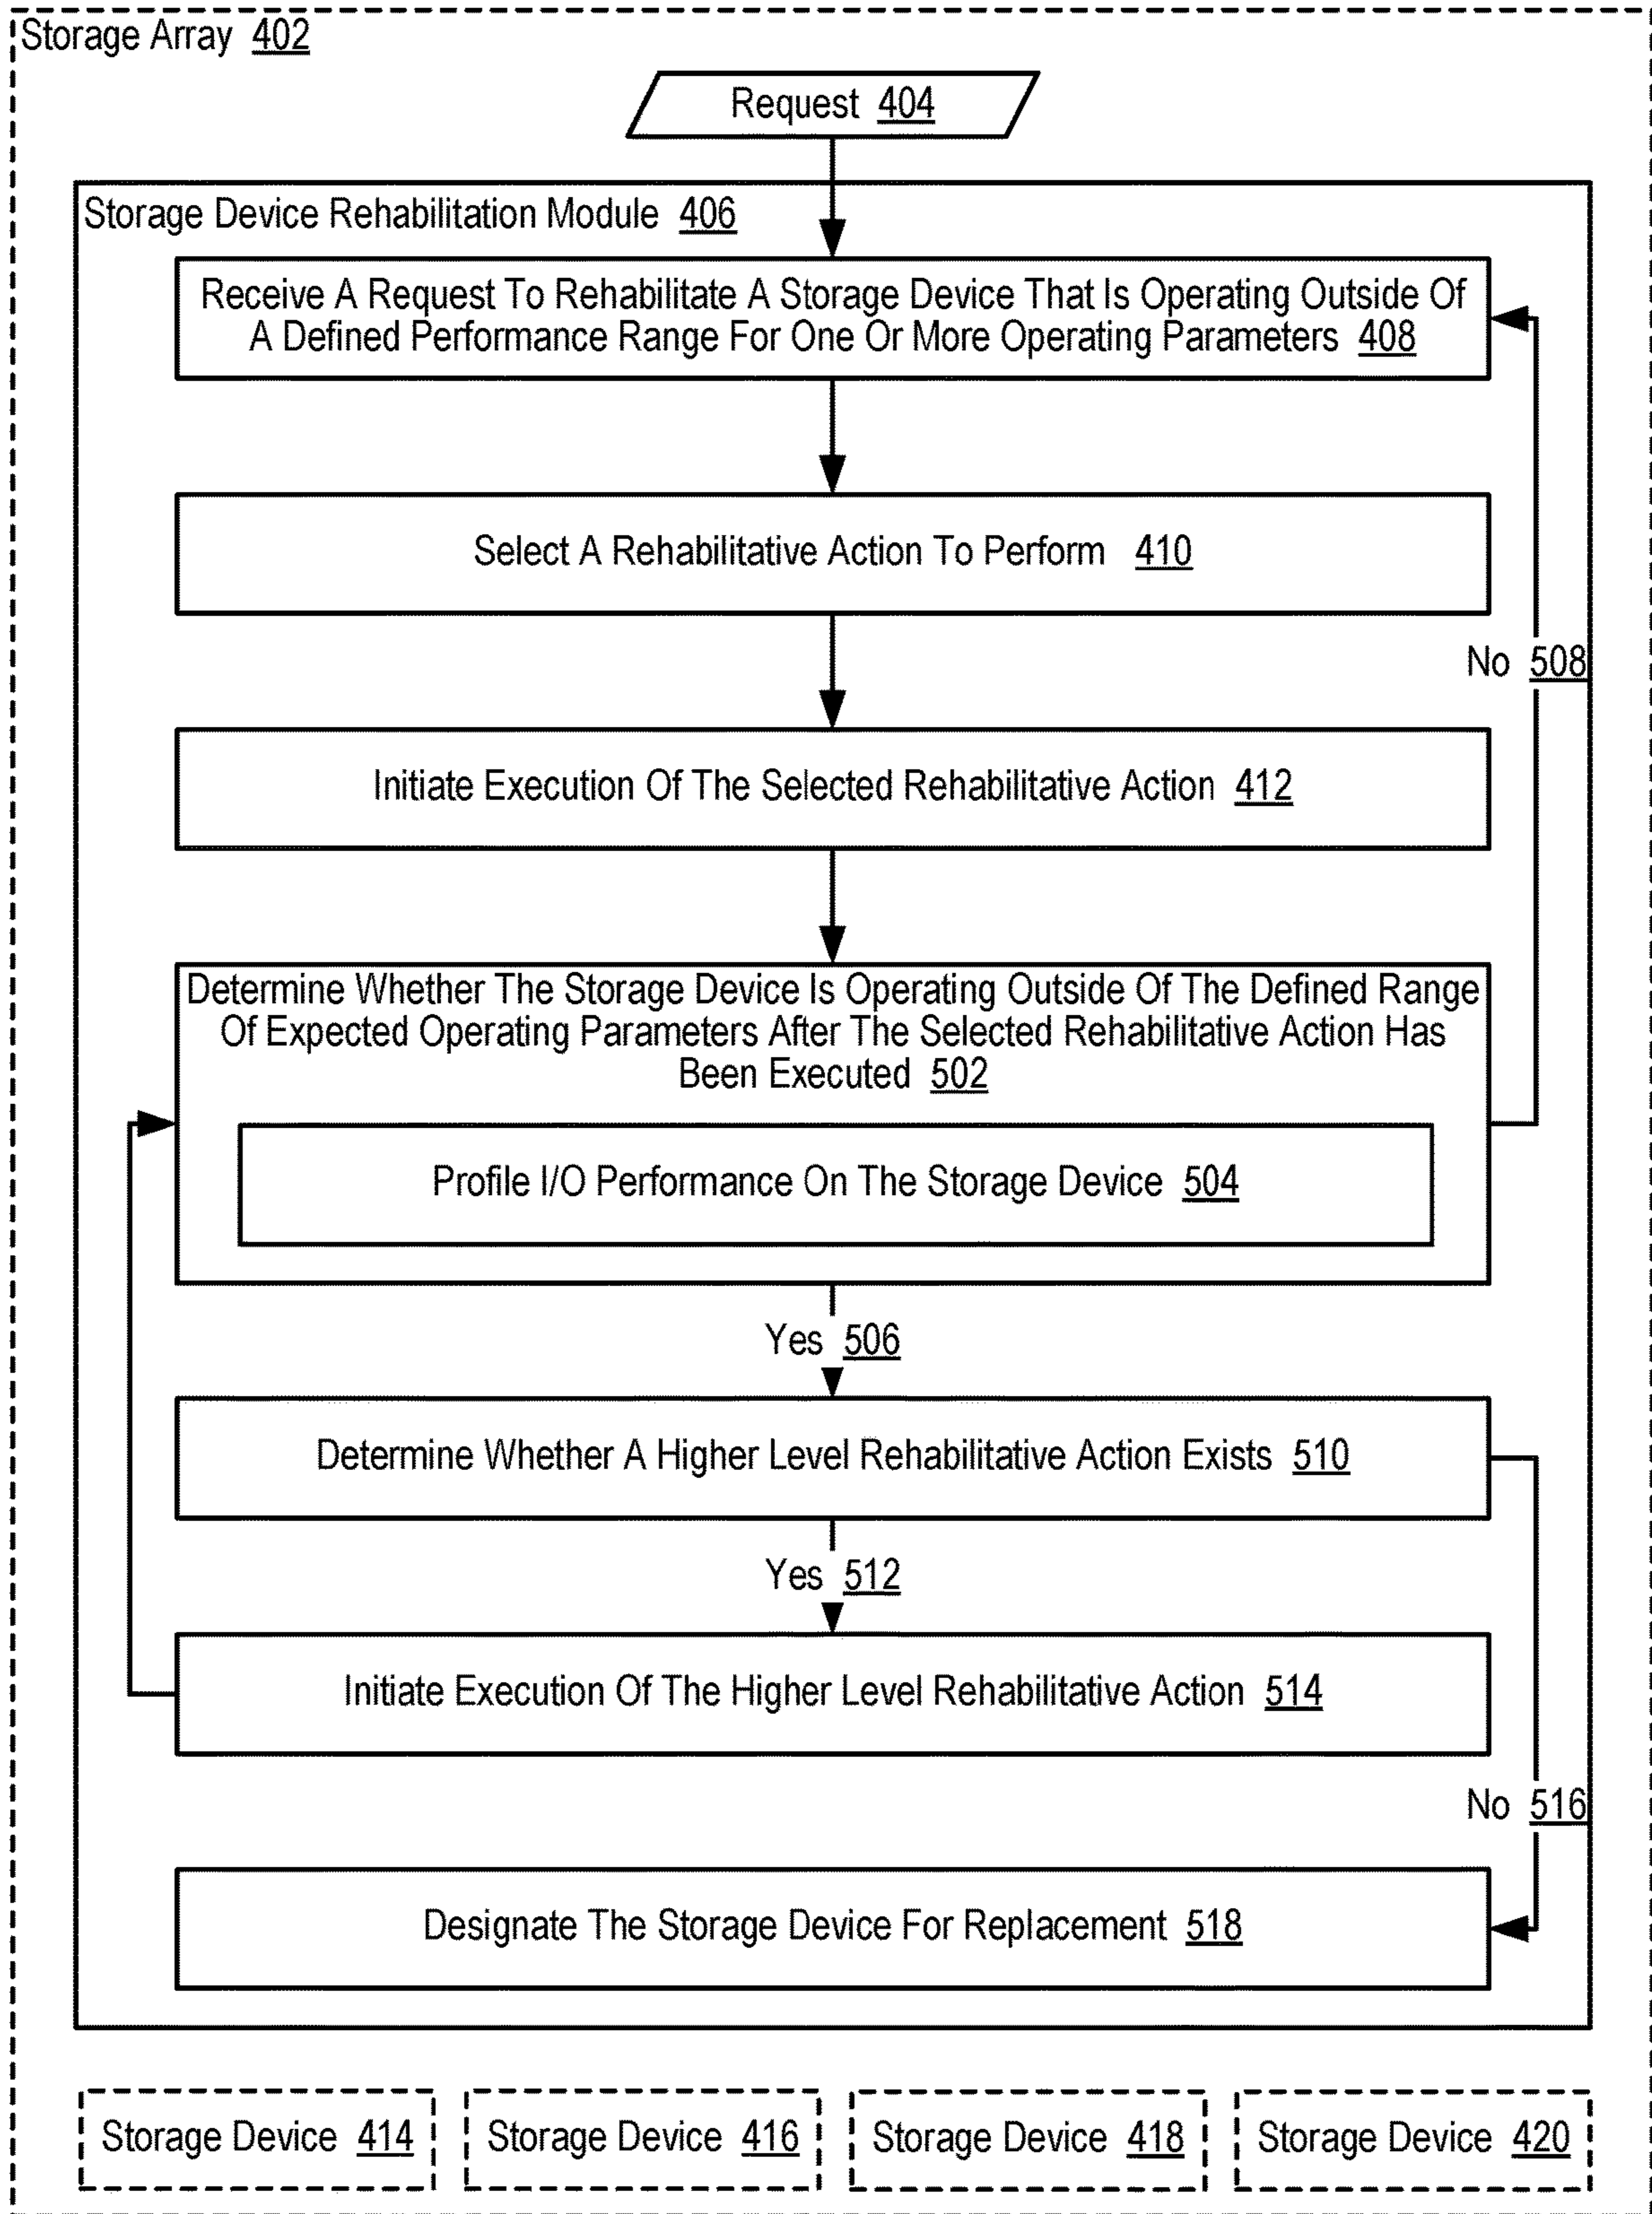 Storage Array 402
Request 404
Storage Device Rehabilitation Module 406
Receive A Request To Rehabilitate A Storage Device That Is Operating Outside Of
A Defined Performance Range For One Or More Operating Parameters 408
Select A Rehabilitative Action To Perform 410
No 508
Initiate Execution Of The Selected Rehabilitative Action 412
Determine Whether The Storage Device Is Operating Outside Of The Defined Range
Of Expected Operating Parameters After The Selected Rehabilitative Action Has
Been Executed 502
Profile I/O Performance On The Storage Device 504
Yes 506
Determine Whether A Higher Level Rehabilitative Action Exists 510
Yes 512
Initiate Execution Of The Higher Level Rehabilitative Action 514
No 516
Designate The Storage Device For Replacement 518
Storage Device 414
Storage Device 416
Storage Device 418
Storage Device 420